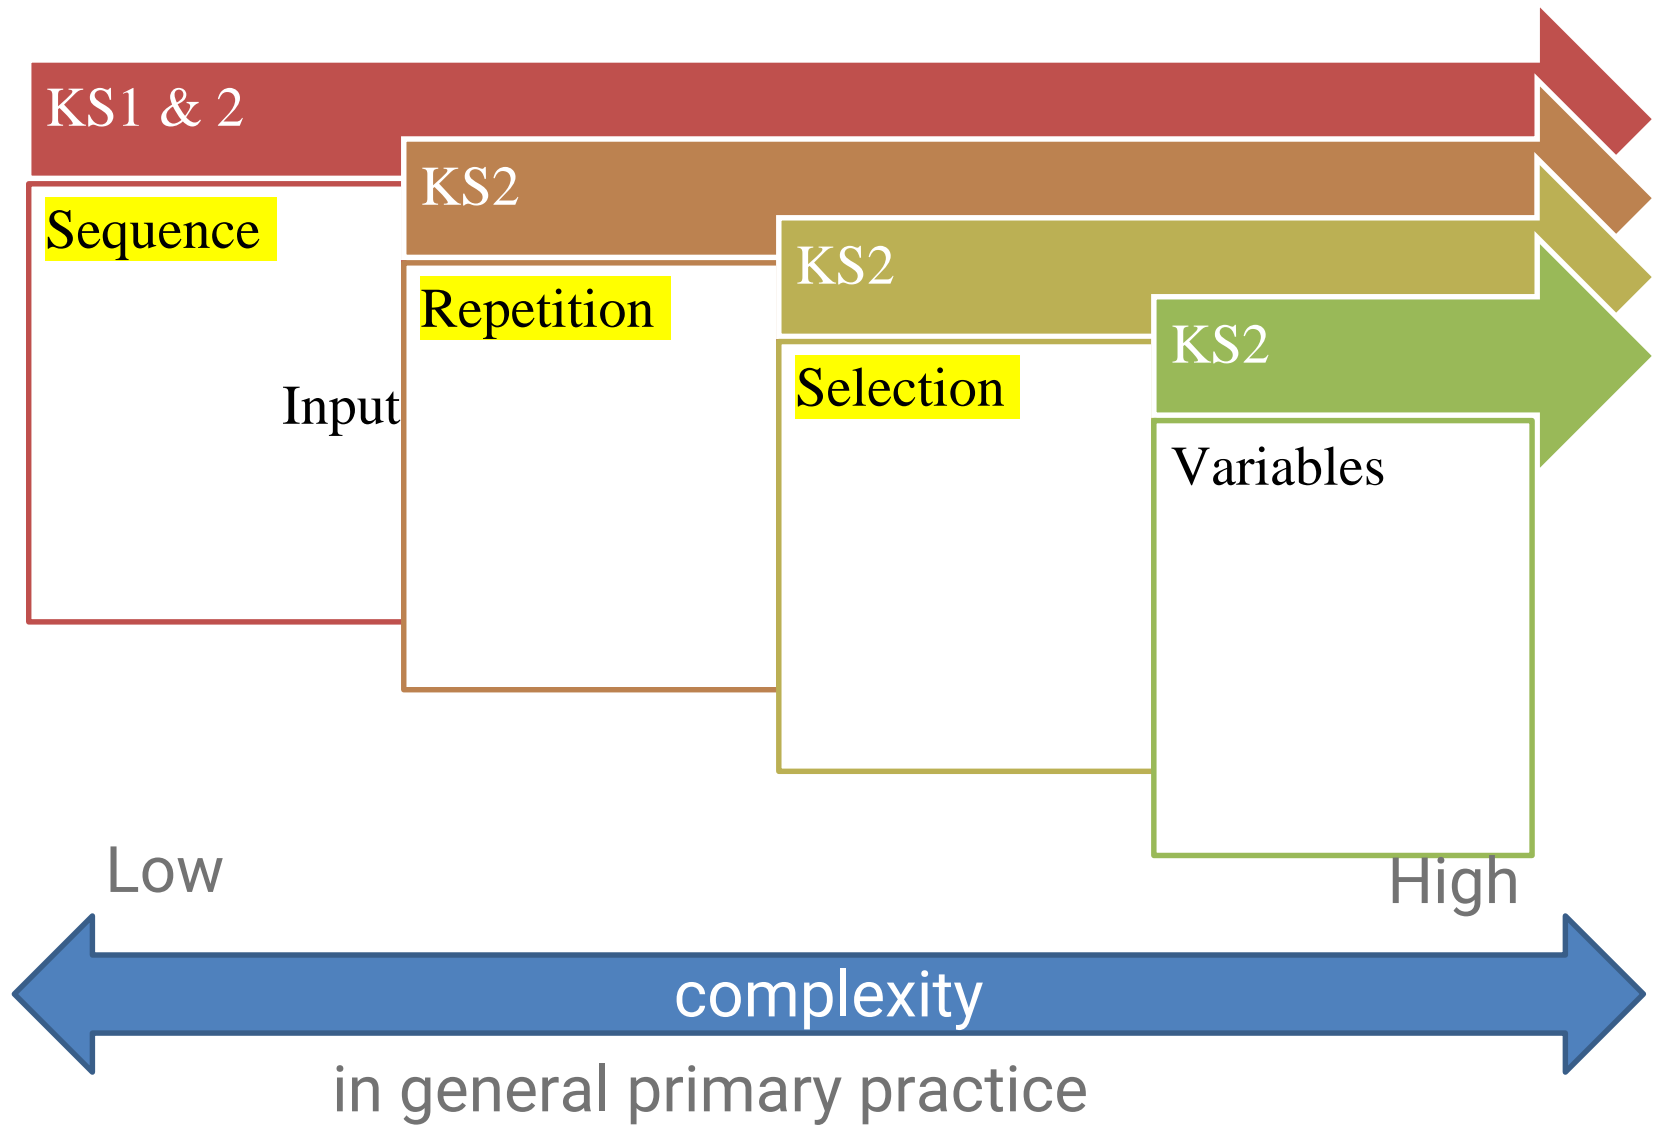 KS1 & 2
Sequence
Input
KS2
Repetition
KS2
Selection
KS2
Variables
Low
High
complexity
in general primary practice